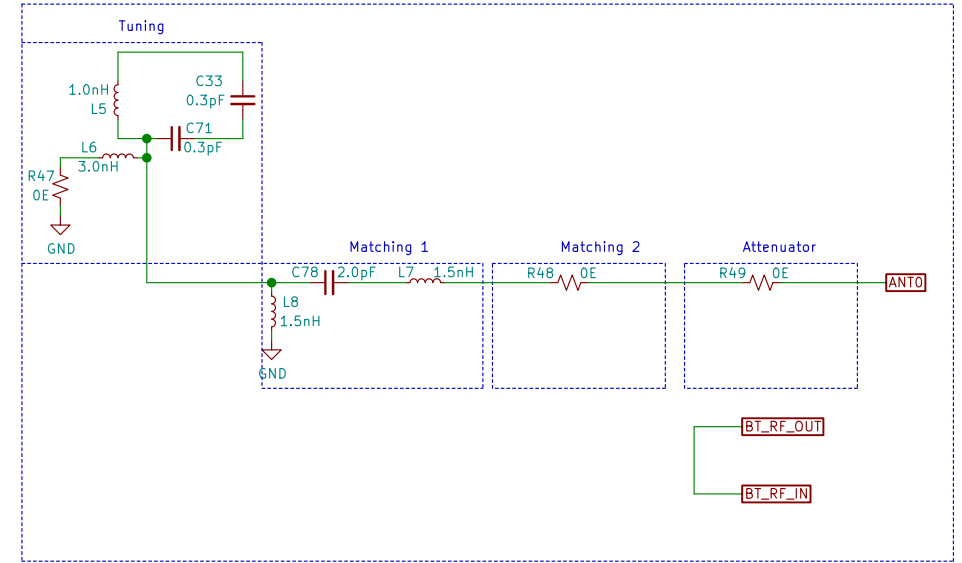 Tuning
C33
0.3pF
1.0nH
L5
C71
0.3pF
L6
3.0nH
R47
0E
GND
Matching 1
Matching 2
Attenuator
C78 2.0pF
L7 1.5nH
R48 0E
R49 0E
ANT0
L8
1.5nH
GND
BT_RF_OUT
BT_RF_IN